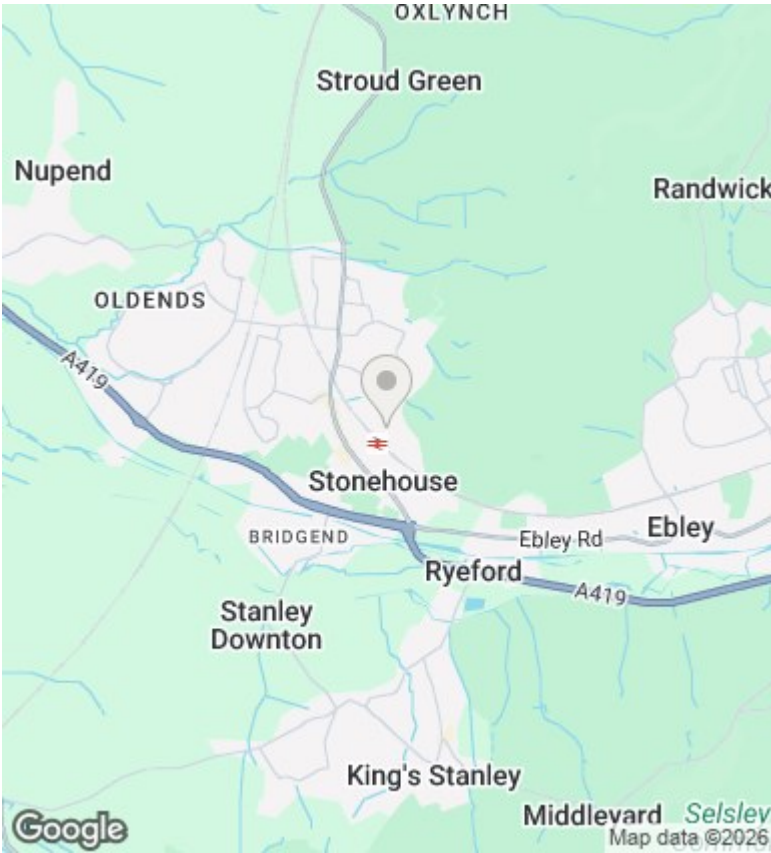 OXLYNCH
Stroud Green
Nupend
Randwick
OLDENDS
A419
Stonehouse
BRIDGEND
Ebley Rd
Ebley
Ryeford
A419
Stanley
Downton
King's Stanley
Middleyard
Selsley
Google
Map data ©2026